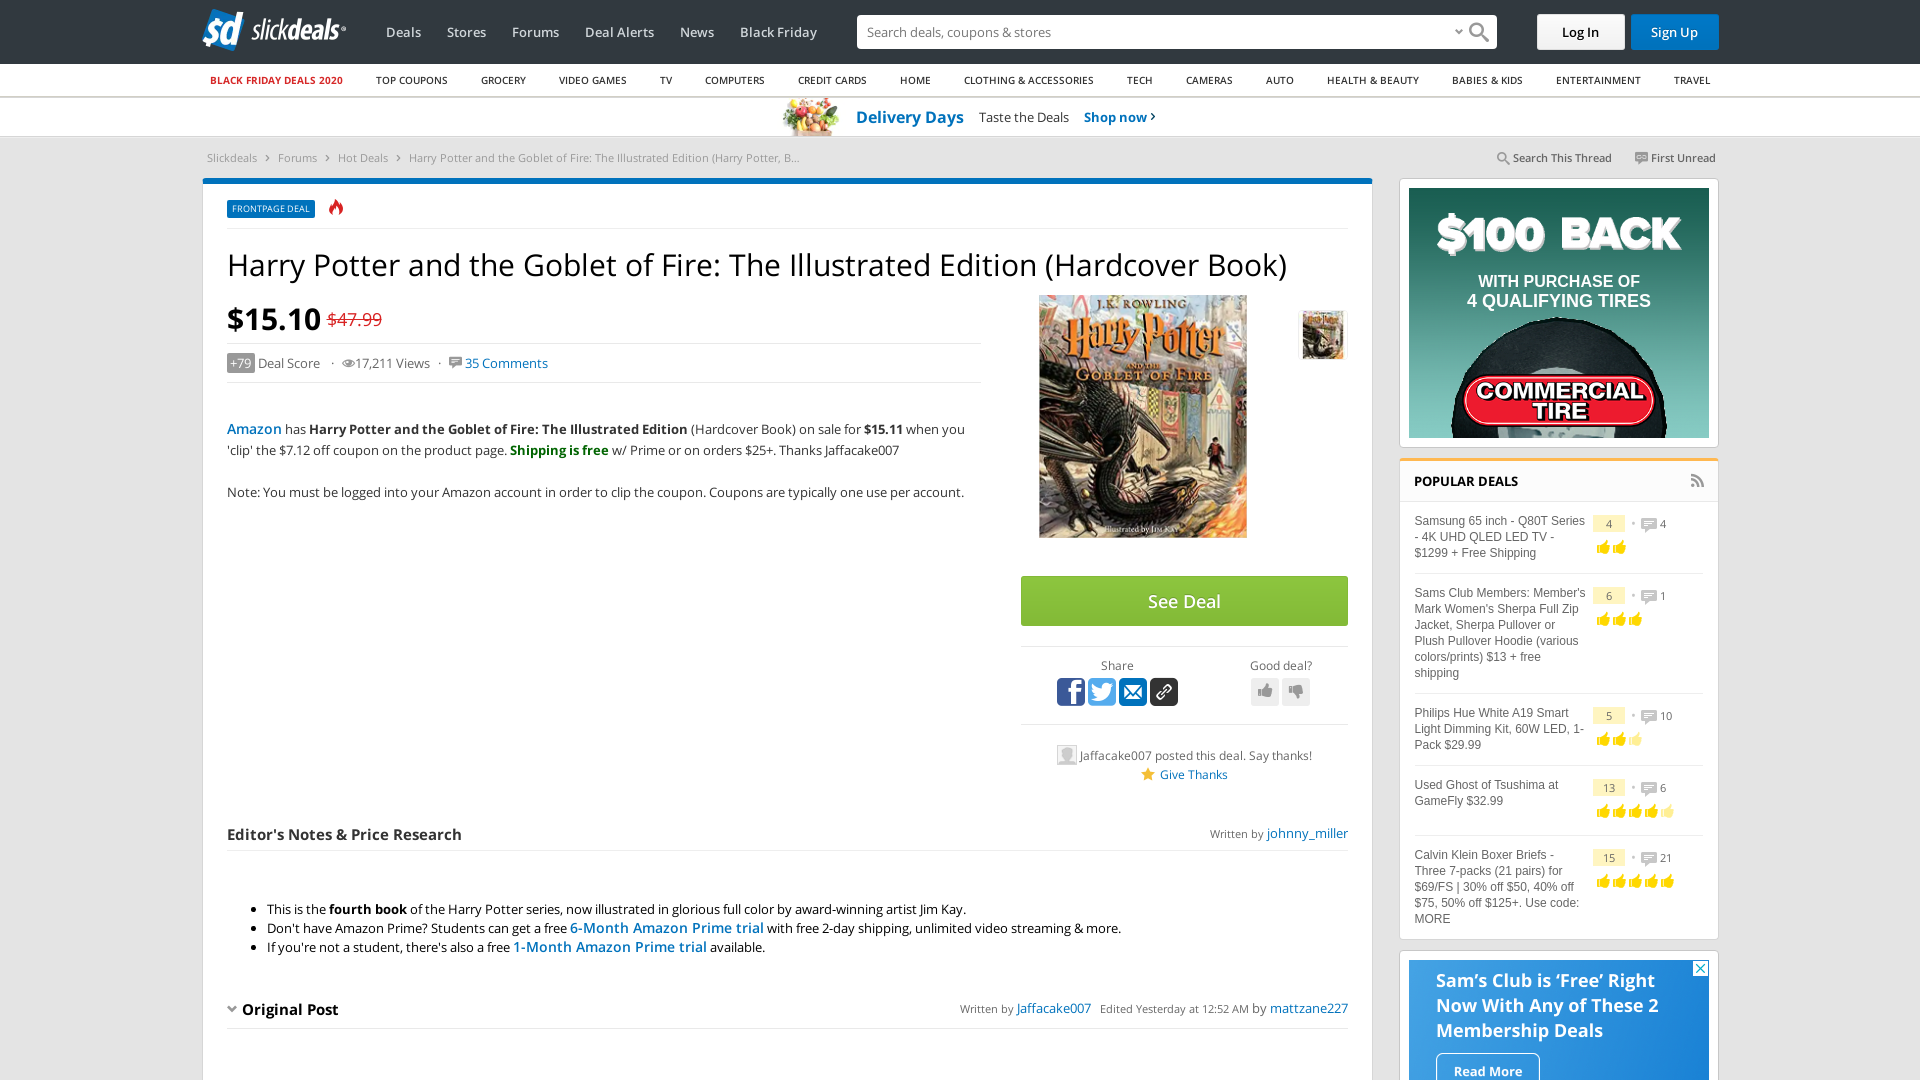 slickdeals
Deals
Stores
Forums
Deal Alerts
News
Black Friday
Search deals, coupons & stores
Log In
Sign Up
BLACK FRIDAY DEALS 2020
TOP COUPONS
GROCERY
VIDEO GAMES
TV
COMPUTERS
CREDIT CARDS
HOME
CLOTHING & ACCESSORIES
TECH
CAMERAS
AUTO
HEALTH & BEAUTY
BABIES & KIDS
ENTERTAINMENT
TRAVEL
Delivery Days Taste the Deals Shop now
Slickdeals > Forums > Hot Deals > Harry Potter and the Goblet of Fire: The Illustrated Edition (Harry Potter, B...
Search This Thread
First Unread
FRONTPAGE DEAL
Harry Potter and the Goblet of Fire: The Illustrated Edition (Hardcover Book)
$15.10 $47.99
+79 Deal Score · 17,211 Views · 35 Comments
Amazon has Harry Potter and the Goblet of Fire: The Illustrated Edition (Hardcover Book) on sale for $15.11 when you
'clip' the $7.12 off coupon on the product page. Shipping is free w/ Prime or on orders $25+. Thanks Jaffacake007
Note: You must be logged into your Amazon account in order to clip the coupon. Coupons are typically one use per account.
J.K. ROWLING
Harry Potter
AND THE
GOBLET OF FIRE
Illustrated by JIM KAY
See Deal
Share
Good deal?
Jaffacake007 posted this deal. Say thanks!
Give Thanks
Editor's Notes & Price Research
Written by johnny_miller
This is the fourth book of the Harry Potter series, now illustrated in glorious full color by award-winning artist Jim Kay.
Don't have Amazon Prime? Students can get a free 6-Month Amazon Prime trial with free 2-day shipping, unlimited video streaming & more.
If you're not a student, there's also a free 1-Month Amazon Prime trial available.
Original Post
Written by Jaffacake007 Edited Yesterday at 12:52 AM by mattzane227
$100 BACK
WITH PURCHASE OF
4 QUALIFYING TIRES
COMMERCIAL
TIRE
POPULAR DEALS
Samsung 65 inch - Q80T Series
- 4K UHD QLED LED TV -
$1299 + Free Shipping
4 • 4
Sams Club Members: Member's
Mark Women's Sherpa Full Zip
Jacket, Sherpa Pullover or
Plush Pullover Hoodie (various
colors/prints) $13 + free
shipping
6 • 1
Philips Hue White A19 Smart
Light Dimming Kit, 60W LED, 1-
Pack $29.99
5 • 10
Used Ghost of Tsushima at
GameFly $32.99
13 • 6
Calvin Klein Boxer Briefs -
Three 7-packs (21 pairs) for
$69/FS | 30% off $50, 40% off
$75, 50% off $125+. Use code:
MORE
15 • 21
Sam's Club is ‘Free’ Right
Now With Any of These 2
Membership Deals
Read More